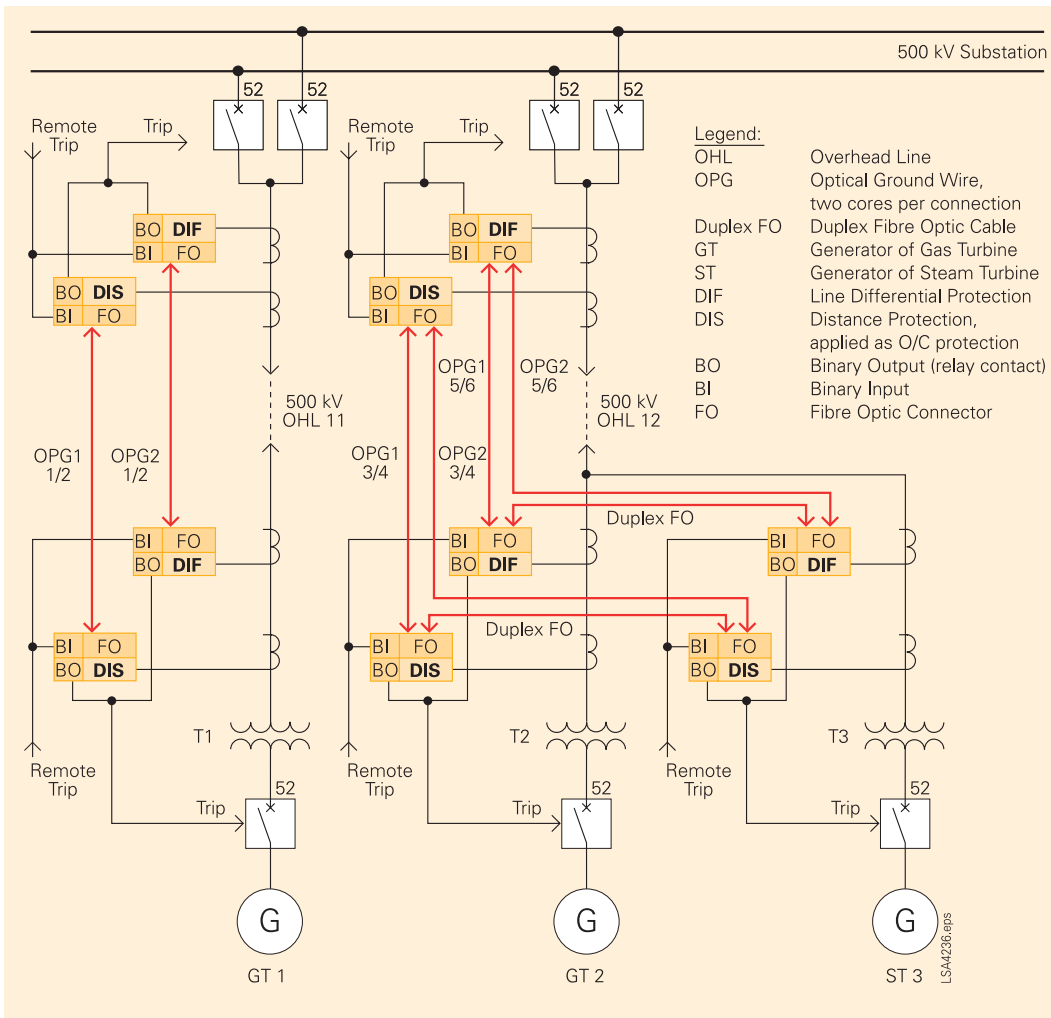 500 kV Substation
52
52
52
52
Remote
Trip
Trip
Remote
Trip
Trip
Legend:
OHL Overhead Line
OPG Optical Ground Wire,
two cores per connection
Duplex FO Duplex Fibre Optic Cable
GT Generator of Gas Turbine
ST Generator of Steam Turbine
DIF Line Differential Protection
DIS Distance Protection,
applied as O/C protection
BO Binary Output (relay contact)
BI Binary Input
FO Fibre Optic Connector
BO DIF
BI FO
BO DIS
BI FO
BO DIF
BI FO
BO DIS
BI FO
OPG1
5/6
OPG2
5/6
500 kV
OHL 11
500 kV
OHL 12
OPG1
1/2
OPG2
1/2
OPG1
3/4
OPG2
3/4
Duplex FO
BI FO
BO DIF
BI FO
BO DIF
BI FO
BO DIF
Duplex FO
BI FO
BO DIS
BI FO
BO DIS
BI FO
BO DIS
T1
T2
T3
Remote
Trip
Remote
Trip
Remote
Trip
52
52
52
Trip
Trip
Trip
G
G
G
GT 1
GT 2
ST 3
LSA4236.eps